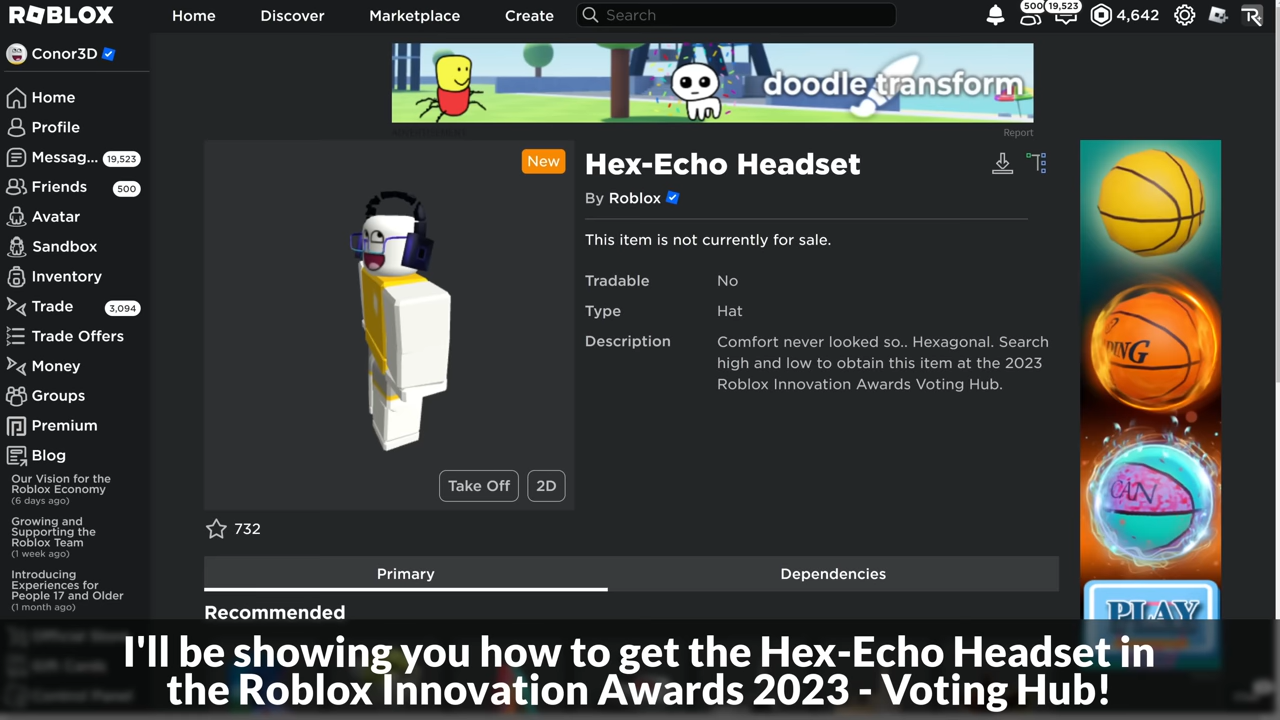 ROBLOX
Home
Discover
Marketplace
Create
Search
500
19,523
4,642
Conor3D
Home
Profile
Messag...
19,523
Friends
500
Avatar
Sandbox
Inventory
Trade
3,094
Trade Offers
Money
Groups
Premium
Blog
Our Vision for the
Roblox Economy
(6 days ago)
Growing and
Supporting the
Roblox Team
(1 week ago)
Introducing
Experiences for
People 17 and Older
(1 month ago)
doodle transform
Report
New
Take Off
2D
732
Hex-Echo Headset
By Roblox
This item is not currently for sale.
Tradable
No
Type
Hat
Description
Comfort never looked so.. Hexagonal. Search
high and low to obtain this item at the 2023
Roblox Innovation Awards Voting Hub.
Primary
Dependencies
Recommended
CAN
PLAY
I'll be showing you how to get the Hex-Echo Headset in
the Roblox Innovation Awards 2023 - Voting Hub!